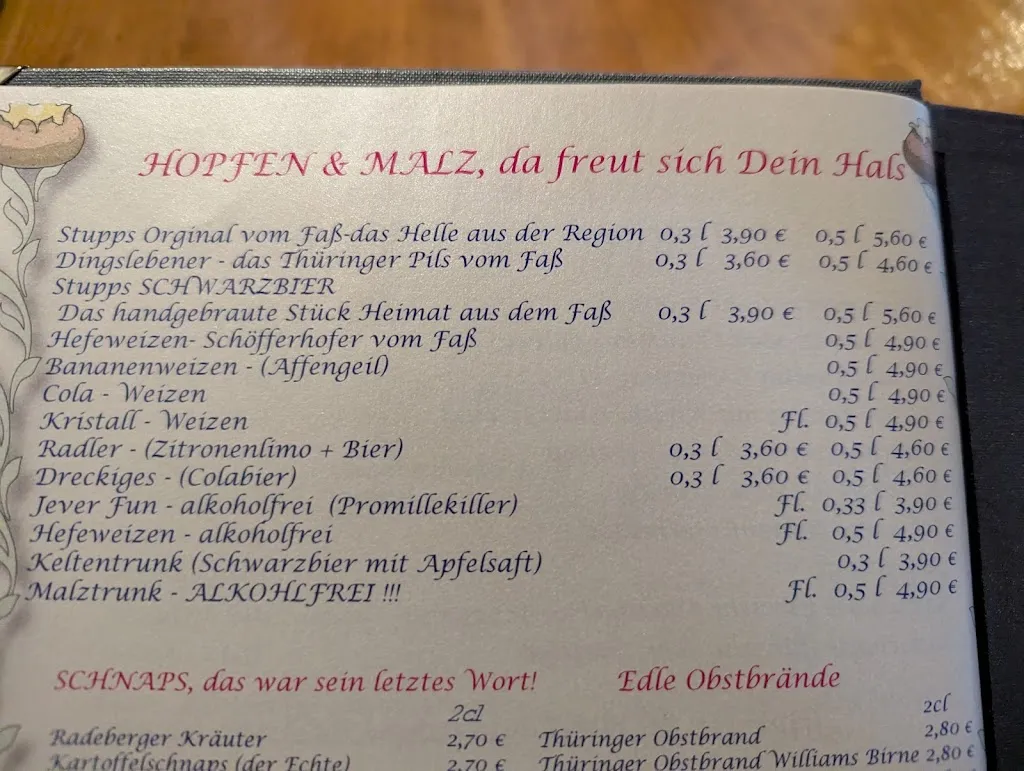 HOPFEN & MALZ, da freut sich Dein Hals
Stupps Orginal vom Faß-das Helle aus der Region 0,3 l 3,90 € 0,5 l 5,60 €
Dingslebener - das Thüringer Pils vom Faß 0,3 l 3,60 € 0,5 l 4,60 €
Stupps SCHWARZBIER
Das handgebraute Stück Heimat aus dem Faß 0,3 l 3,90 € 0,5 l 5,60 €
Hefeweizen- Schöfferhofer vom Faß 0,5 l 4,90 €
Bananenweizen - (Affengeil) 0,5 l 4,90 €
Cola - Weizen 0,5 l 4,90 €
Kristall - Weizen Fl. 0,5 l 4,90 €
Radler - (Zitronenlimo + Bier) 0,3 l 3,60 € 0,5 l 4,60 €
Dreckiges - (Colabier) 0,3 l 3,60 € 0,5 l 4,60 €
Jever Fun - alkoholfrei (Promillekiller) Fl. 0,33 l 3,90 €
Hefeweizen - alkoholfrei Fl. 0,5 l 4,90 €
Keltentrunk (Schwarzbier mit Apfelsaft) 0,3 l 3,90 €
Malztrunk - ALKOHLFREI !!! Fl. 0,5 l 4,90 €
SCHNAPS, das war sein letztes Wort!
2cl
Radeberger Kräuter 2,70 €
Kartoffelschnaps (der Echte) 2,70 €
Edle Obstbrände
2cl
Thüringer Obstbrand 2,80 €
Thüringer Obstbrand Williams Birne 2,80 €